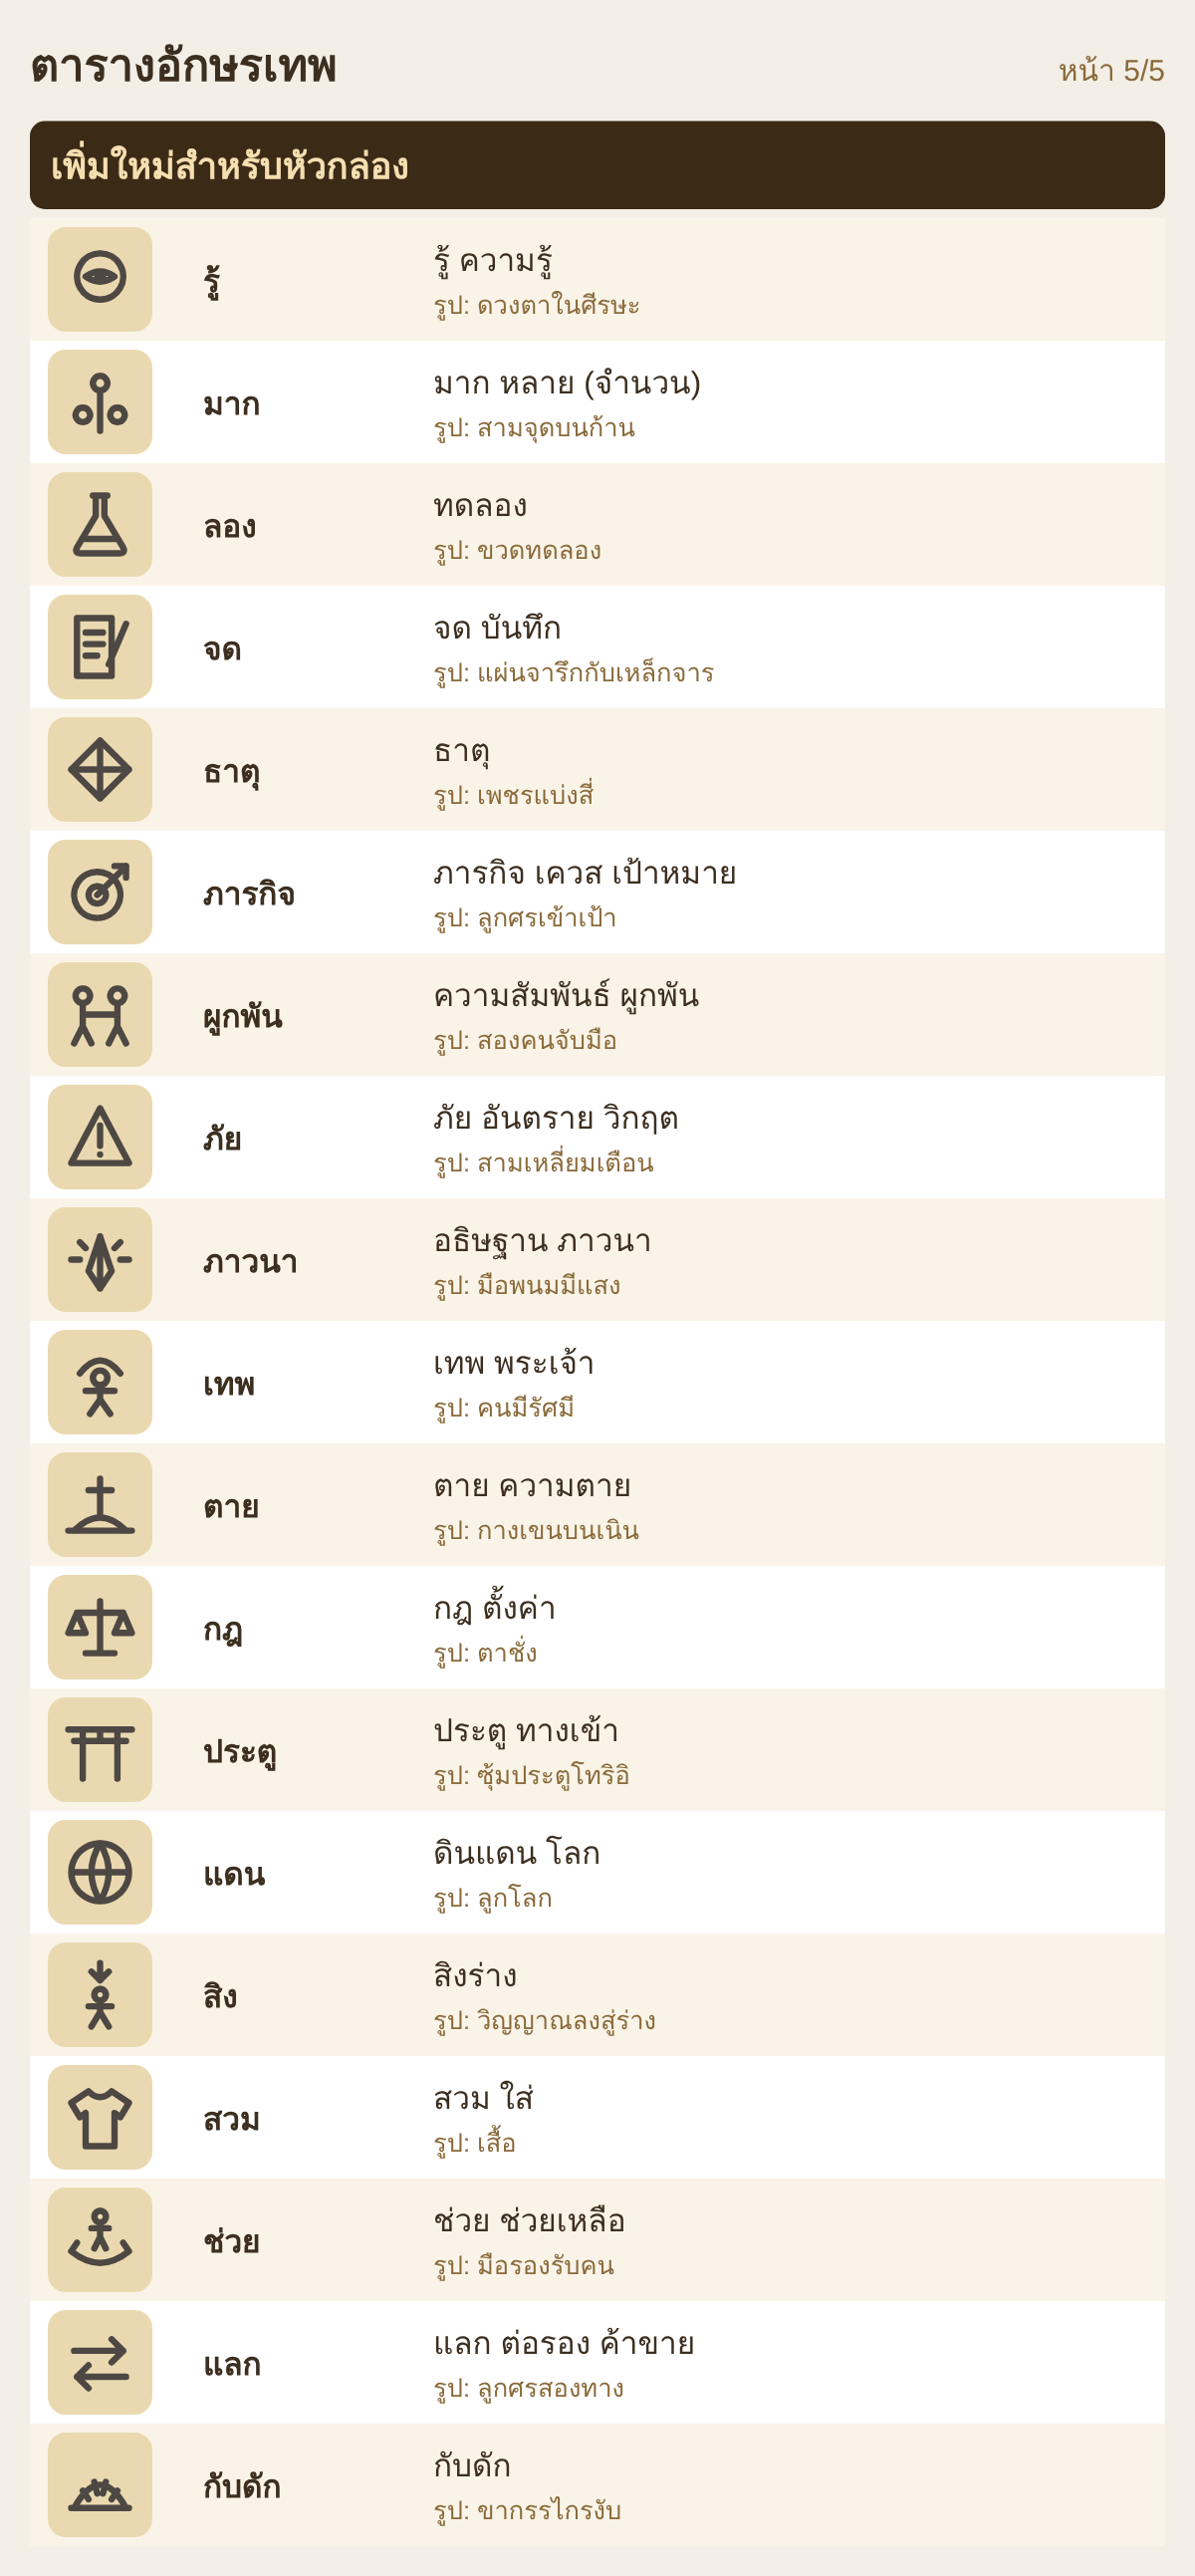 ตารางอักษรเทพ
หน้า 5/5
เพิ่มใหม่สำหรับหัวกล่อง
รู้
รู้ ความรู้
รูป: ดวงตาในศีรษะ
มาก
มาก หลาย (จำนวน)
รูป: สามจุดบนก้าน
ลอง
ทดลอง
รูป: ขวดทดลอง
จด
จด บันทึก
รูป: แผ่นจารึกกับเหล็กจาร
ธาตุ
ธาตุ
รูป: เพชรแบ่งสี่
ภารกิจ
ภารกิจ เควส เป้าหมาย
รูป: ลูกศรเข้าเป้า
ผูกพัน
ความสัมพันธ์ ผูกพัน
รูป: สองคนจับมือ
ภัย
ภัย อันตราย วิกฤต
รูป: สามเหลี่ยมเตือน
ภาวนา
อธิษฐาน ภาวนา
รูป: มือพนมมีแสง
เทพ
เทพ พระเจ้า
รูป: คนมีรัศมี
ตาย
ตาย ความตาย
รูป: กางเขนบนเนิน
กฎ
กฎ ตั้งค่า
รูป: ตาชั่ง
ประตู
ประตู ทางเข้า
รูป: ซุ้มประตูโทริอิ
แดน
ดินแดน โลก
รูป: ลูกโลก
สิง
สิงร่าง
รูป: วิญญาณลงสู่ร่าง
สวม
สวม ใส่
รูป: เสื้อ
ช่วย
ช่วย ช่วยเหลือ
รูป: มือรองรับคน
แลก
แลก ต่อรอง ค้าขาย
รูป: ลูกศรสองทาง
กับดัก
กับดัก
รูป: ขากรรไกรงับ